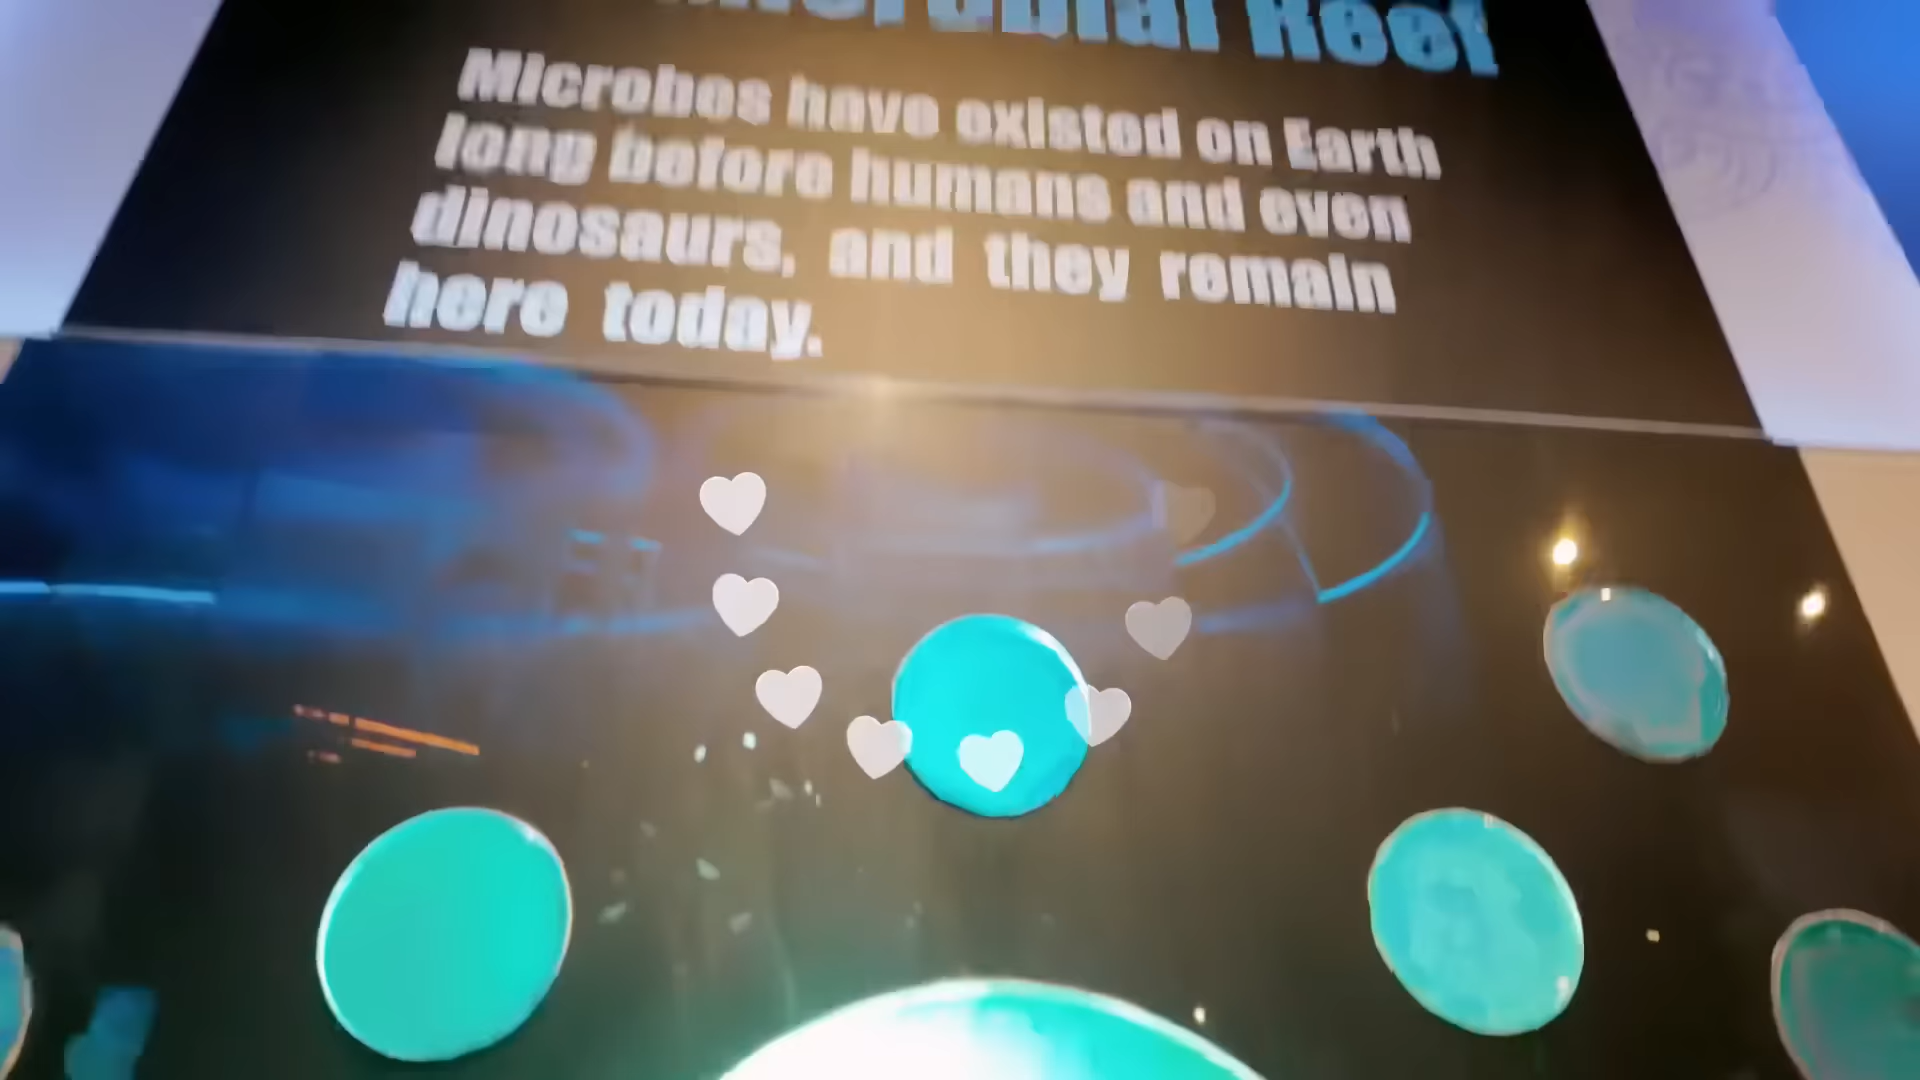 Microbial Reef
Microbes have existed on Earth
long before humans and even
dinosaurs, and they remain
here today.